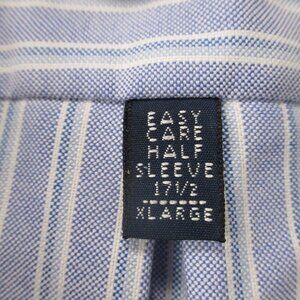 EASY
CARE
HALF
SLEEVE
17 1/2
XLARGE